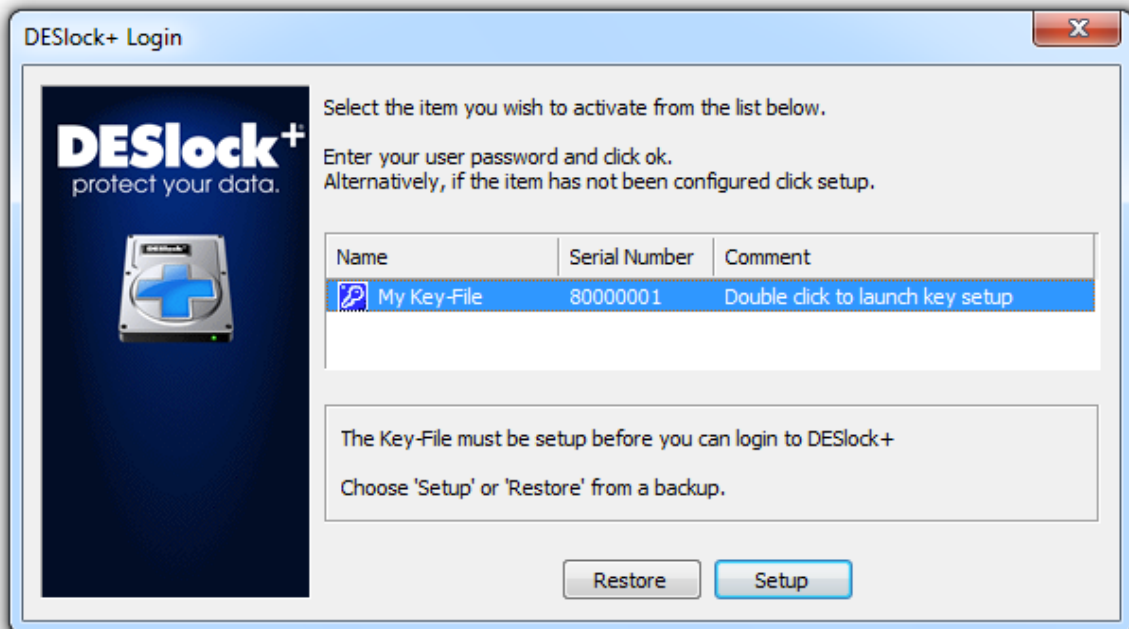 DESlock+ Login
X
DESlock+
protect your data.
DESlock
Select the item you wish to activate from the list below.
Enter your user password and click ok.
Alternatively, if the item has not been configured click setup.
Name Serial Number Comment
My Key-File 80000001 Double click to launch key setup
The Key-File must be setup before you can login to DESlock+
Choose 'Setup' or 'Restore' from a backup.
Restore Setup